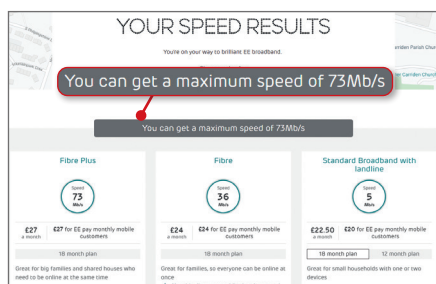 YOUR SPEED RESULTS
You're on your way to brilliant EE broadband.
You can get a maximum speed of 73Mb/s
You can get a maximum speed of 73Mb/s
Fibre Plus
Speed
73
Mb/s
£27
a month
£27 for EE pay monthly mobile
customers
18 month plan
Great for big families and shared houses who
need to be online at the same time
Fibre
Speed
36
Mb/s
£24
a month
£24 for EE pay monthly mobile
customers
18 month plan
Great for families, so everyone can be online at
once
Standard Broadband with
landline
Speed
5
Mb/s
£22.50
a month
£20 for EE pay monthly mobile
customers
18 month plan
12 month plan
Great for small households with one or two
devices